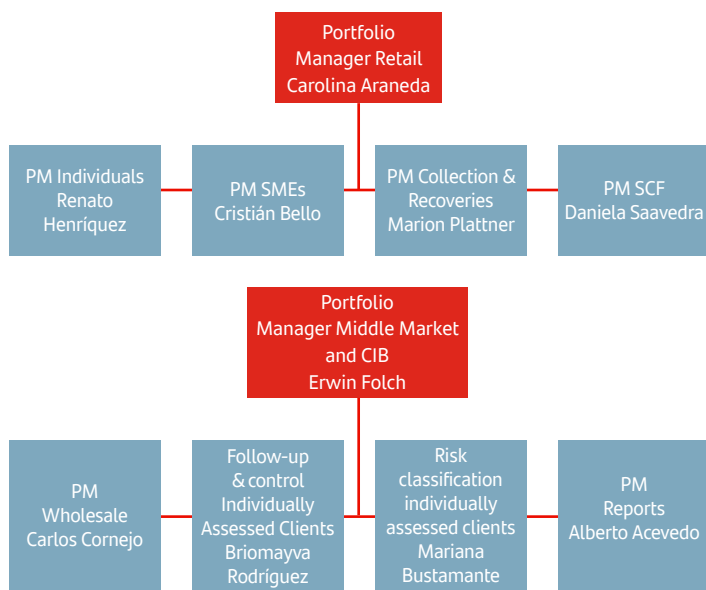 Portfolio
Manager Retail
Carolina Araneda
PM Individuals
Renato
Henríquez
PM SMEs
Cristián Bello
PM Collection &
Recoveries
Marion Plattner
PM SCF
Daniela Saavedra
Portfolio
Manager Middle Market
and CIB
Erwin Folch
PM
Wholesale
Carlos Cornejo
Follow-up
& control
Individually
Assessed Clients
Briomayva
Rodríguez
Risk
classification
individually
assessed clients
Mariana
Bustamante
PM
Reports
Alberto Acevedo